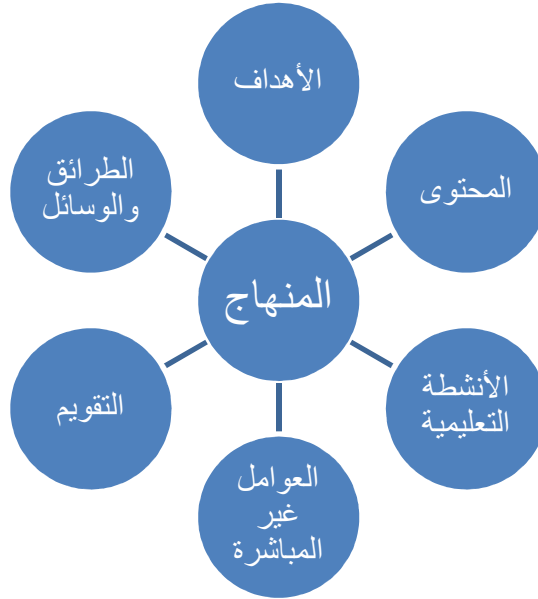 الأهداف
المحتوى
الأنشطة
التعليمية
العوامل
غير
المباشرة
التقويم
الطرائق
والوسائل
المنهاج